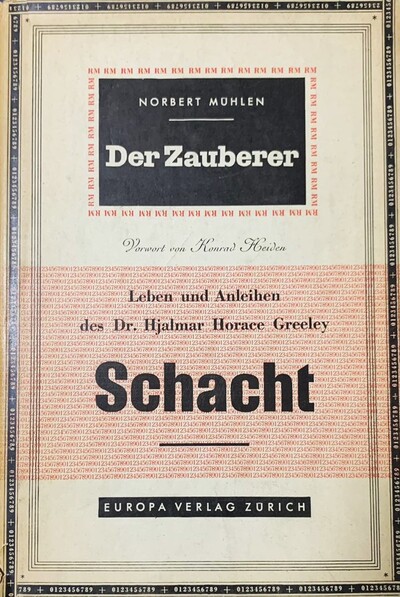 NORBERT MÜHLEN
Der Zauberer
Vorwort von Konrad Heiden
Leben und Anleihen
des Dr. Hjalmar Horace Greeley
Schacht
EUROPA VERLAG ZÜRICH